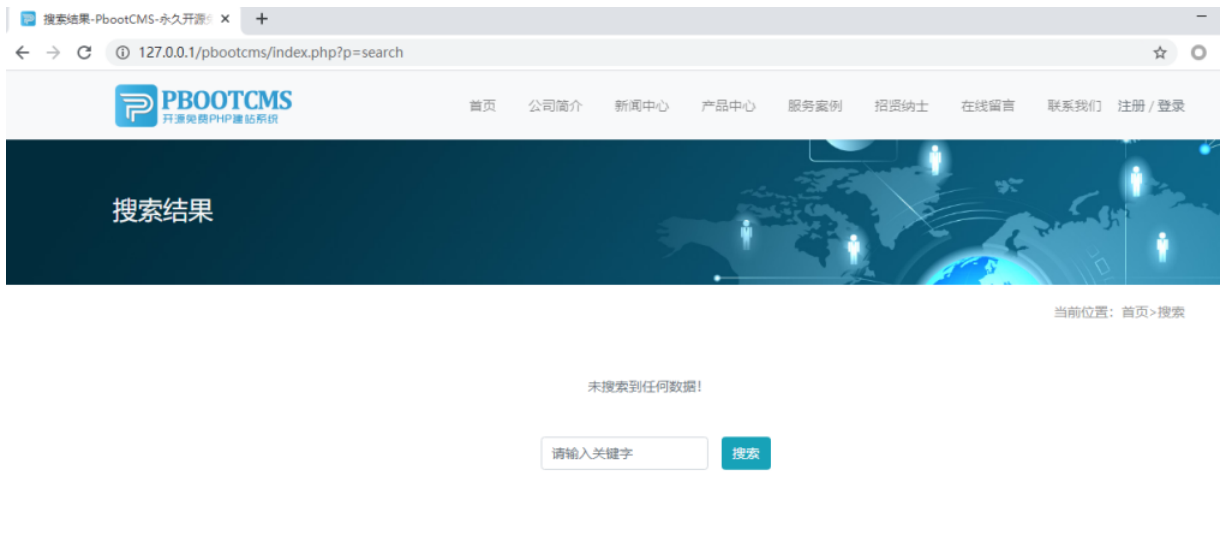 搜索结果-PbootCMS-永久开源
127.0.0.1/pbootcms/index.php?p=search
PBOOTCMS
开源免费PHP建站系统
首页 公司简介 新闻中心 产品中心 服务案例 招贤纳士 在线留言 联系我们 注册 / 登录
搜索结果
当前位置：首页>搜索
未搜索到任何数据！
请输入关键字 搜索